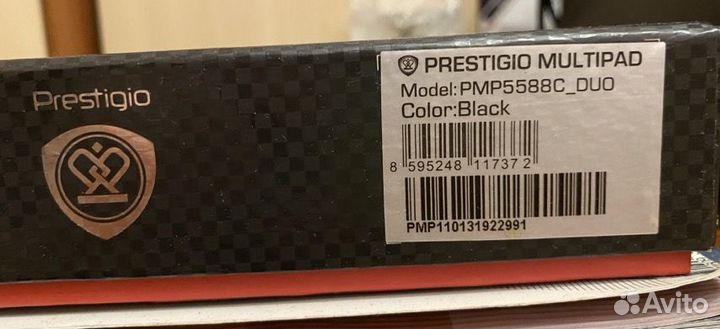 Prestigio
PRESTIGIO MULTIPAD
Model:PMP5588C_DUO
Color:Black
8 595248 117372
PMP110131922991
Avito